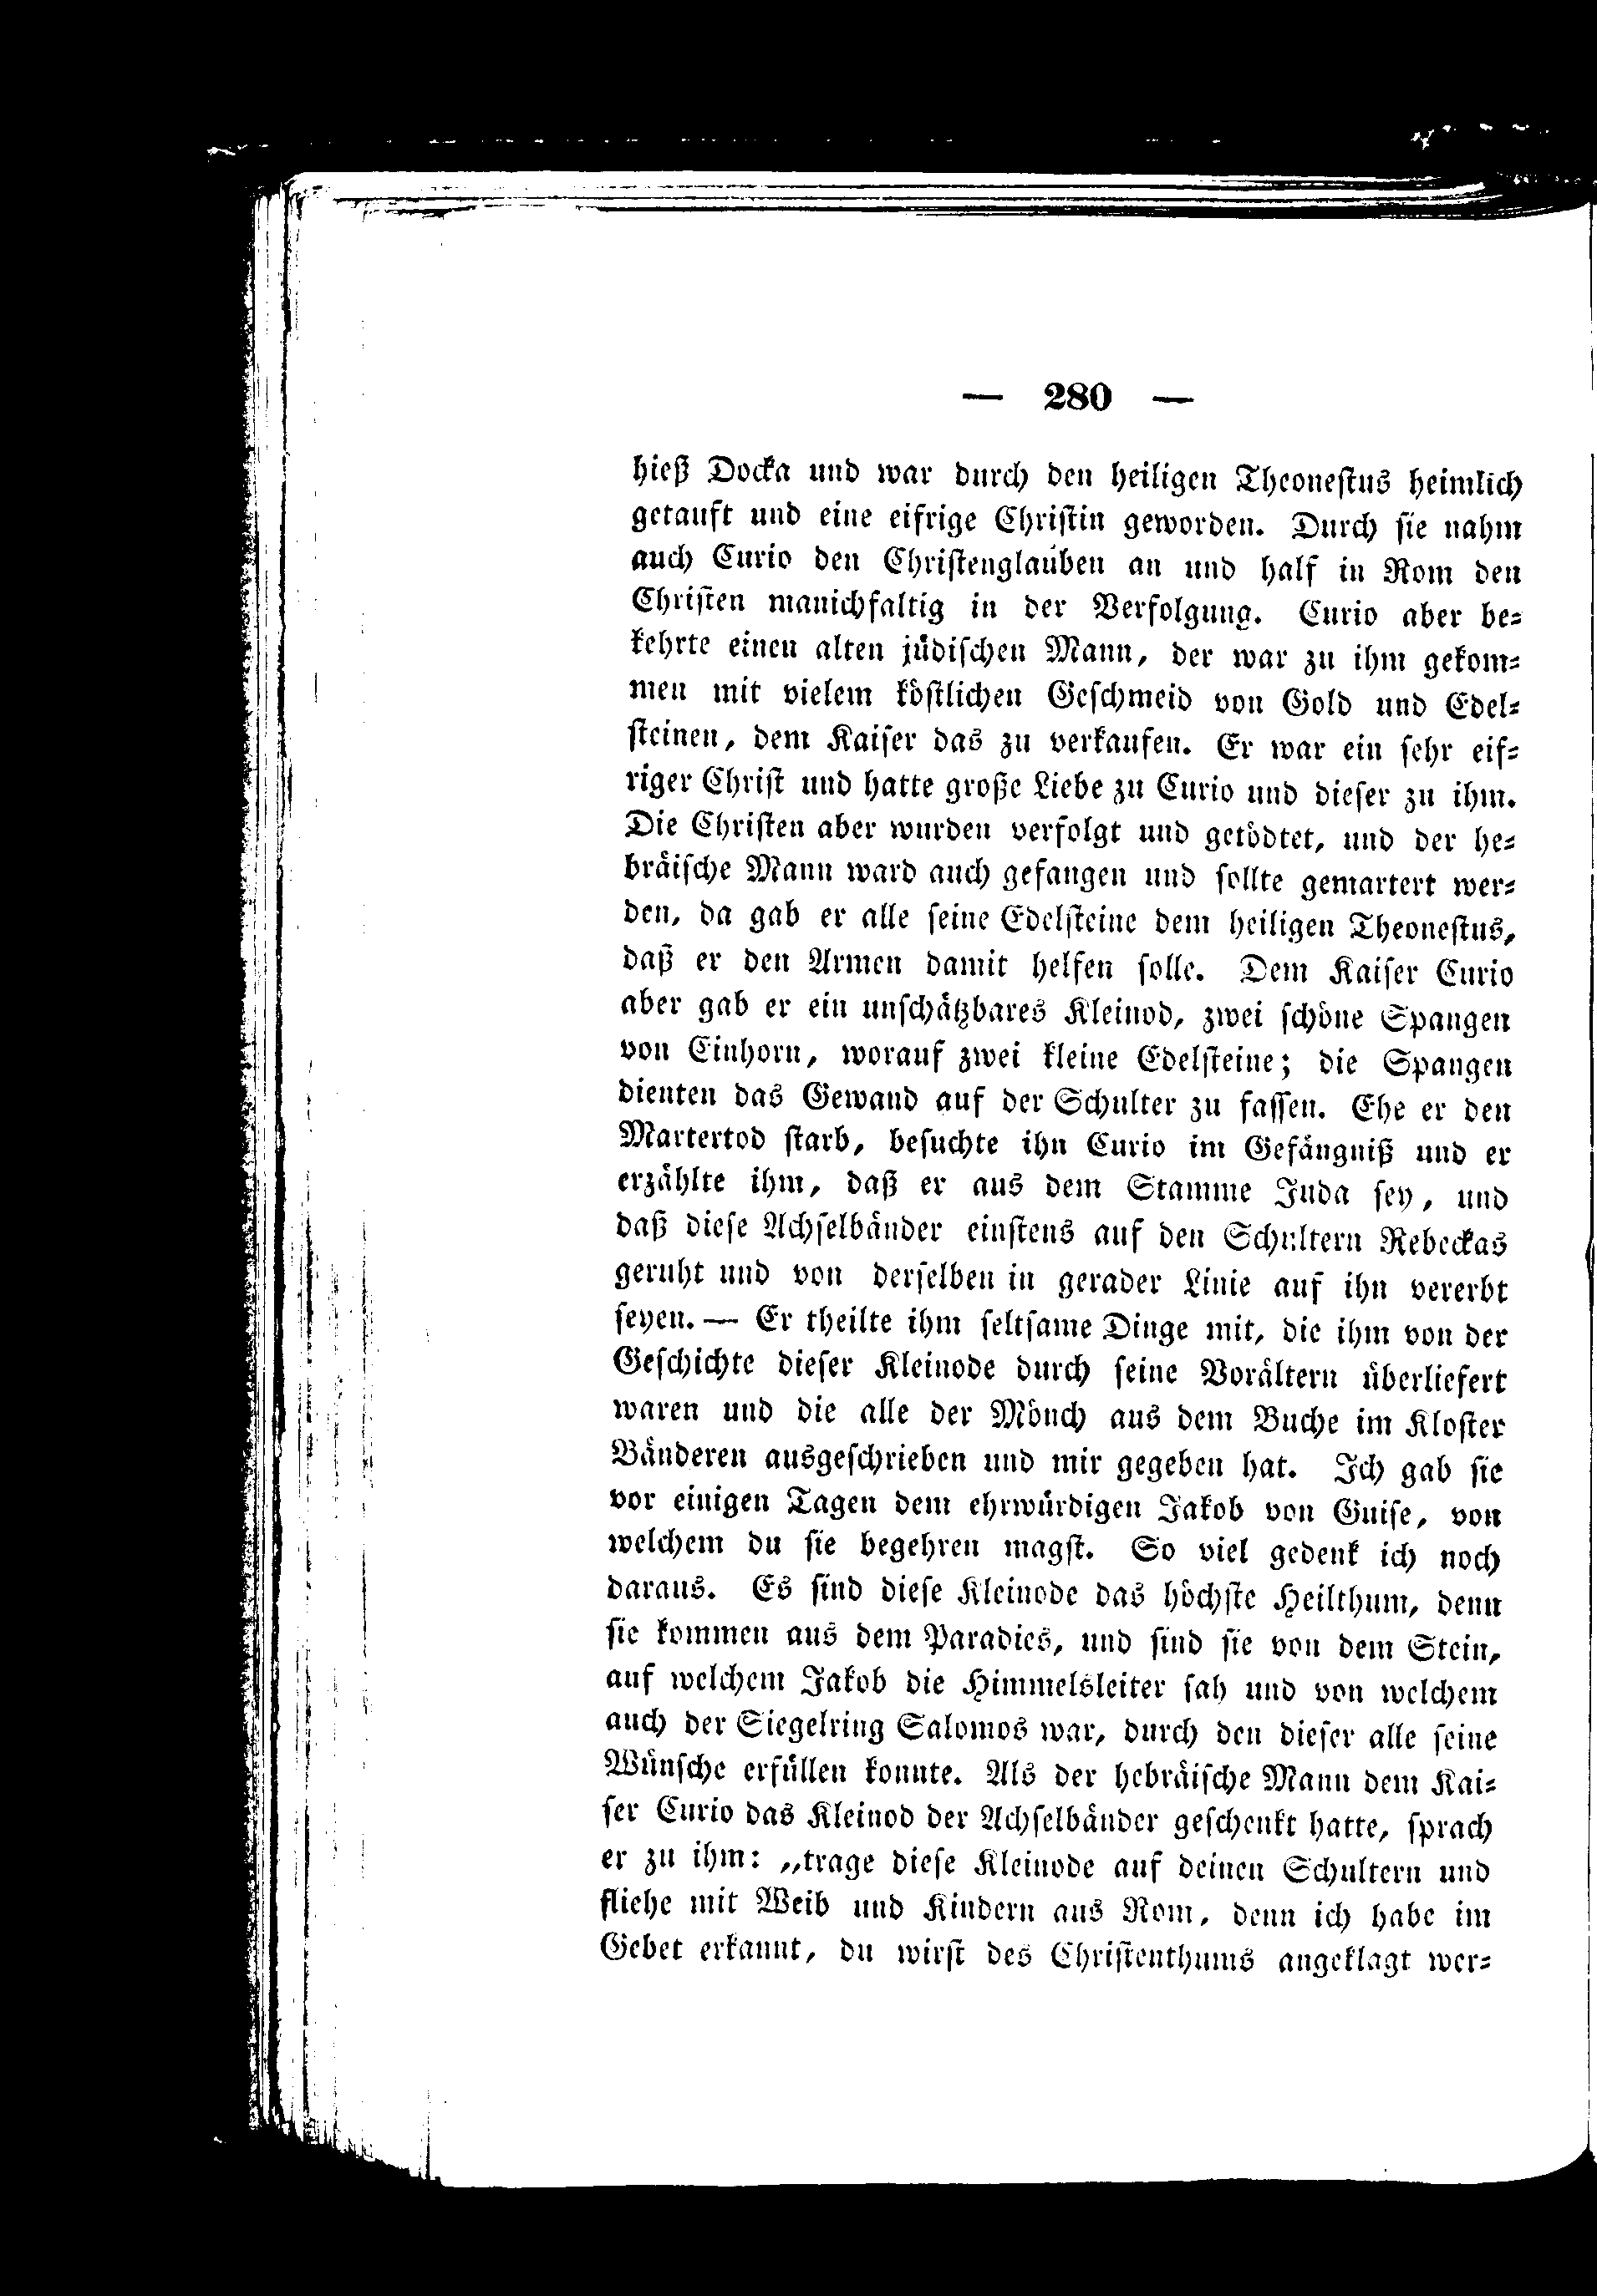 — 280 —
hieß Docka und war durch den heiligen Theonestus heimlich
getauft und eine eifrige Christin geworden. Durch sie nahm
auch Curio den Christenglauben an und half in Rom den
Christen manichfaltig in der Verfolgung. Curio aber be⸗
kehrte einen alten jüdischen Mann, der war zu ihm gekom⸗
men mit vielem köstlichen Geschmeid von Gold und Edel⸗
steinen, dem Kaiser das zu verkaufen. Er war ein sehr eif⸗
riger Christ und hatte große Liebe zu Curio und dieser zu ihm.
Die Christen aber wurden verfolgt und getödtet, und der he⸗
bräische Mann ward auch gefangen und sollte gemartert wer⸗
den, da gab er alle seine Edelsteine dem heiligen Theonestus,
daß er den Armen damit helfen solle. Dem Kaiser Curio
aber gab er ein unschätzbares Kleinod, zwei schöne Spangen
von Einhorn, worauf zwei kleine Edelsteine; die Spangen
dienten das Gewand auf der Schulter zu fassen. Ehe er den
Martertod starb, besuchte ihn Curio im Gefängniß und er
erzählte ihm, daß er aus dem Stamme Juda sey, und
daß diese Achselbänder einstens auf den Schultern Rebeckas
geruht und von derselben in gerader Linie auf ihn vererbt
seyen. — Er theilte ihm seltsame Dinge mit, die ihm von der
Geschichte dieser Kleinode durch seine Vorältern überliefert
waren und die alle der Mönch aus dem Buche im Kloster
Bänderen ausgeschrieben und mir gegeben hat. Ich gab sie
vor einigen Tagen dem ehrwürdigen Jakob von Guise, von
welchem du sie begehren magst. So viel gedenk ich noch
daraus. Es sind diese Kleinode das höchste Heilthum, denn
sie kommen aus dem Paradies, und sind sie von dem Stein,
auf welchem Jakob die Himmelsleiter sah und von welchem
auch der Siegelring Salomos war, durch den dieser alle seine
Wünsche erfüllen konnte. Als der hebräische Mann dem Kai⸗
ser Curio das Kleinod der Achselbänder geschenkt hatte, sprach
er zu ihm: „trage diese Kleinode auf deinen Schultern und
fliehe mit Weib und Kindern aus Rom, denn ich habe im
Gebet erkannt, du wirst des Christenthums angeklagt wer⸗